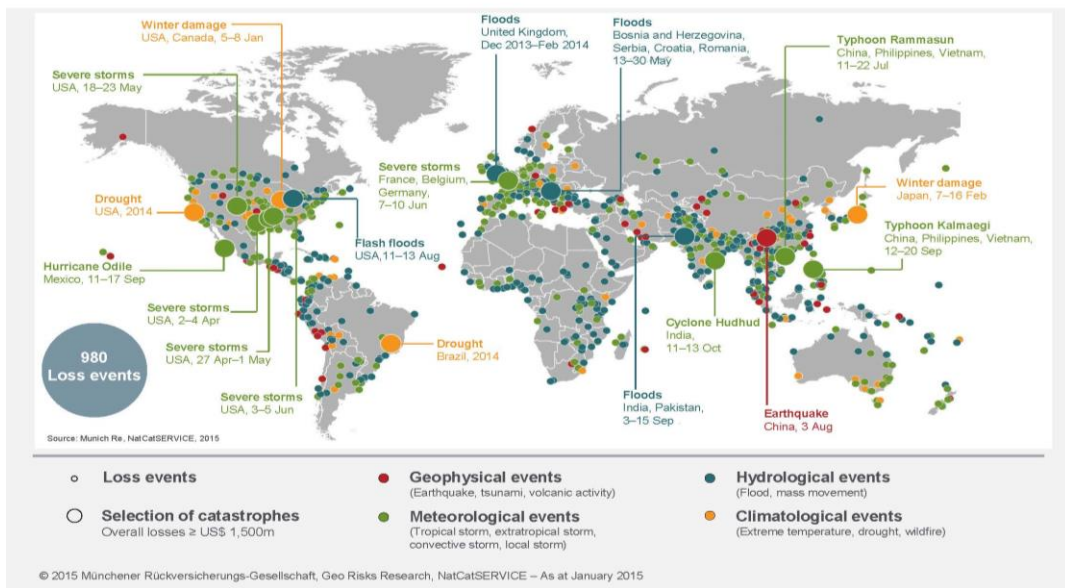 Winter damage
USA, Canada, 5–8 Jan
Floods
United Kingdom,
Dec 2013–Feb 2014
Floods
Bosnia and Herzegovina,
Serbia, Croatia, Romania,
13–30 May
Typhoon Rammasun
China, Philippines, Vietnam,
11–22 Jul
Severe storms
USA, 18–23 May
Severe storms
France, Belgium,
Germany,
7–10 Jun
Drought
USA, 2014
Winter damage
Japan, 7–16 Feb
Typhoon Kalmaegi
China, Philippines, Vietnam,
12–20 Sep
Flash floods
USA,11–13 Aug
Hurricane Odile
Mexico, 11–17 Sep
Severe storms
USA, 2–4 Apr
Severe storms
USA, 27 Apr–1 May
Severe storms
USA, 3–5 Jun
Drought
Brazil, 2014
Cyclone Hudhud
India,
11–13 Oct
Floods
India, Pakistan,
3–15 Sep
Earthquake
China, 3 Aug
980
Loss events
Source: Munich Re, NatCatSERVICE, 2015
Loss events
Selection of catastrophes
Overall losses ≥ US$ 1,500m
Geophysical events
(Earthquake, tsunami, volcanic activity)
Meteorological events
(Tropical storm, extratropical storm,
convective storm, local storm)
Hydrological events
(Flood, mass movement)
Climatological events
(Extreme temperature, drought, wildfire)
© 2015 Münchener Rückversicherungs-Gesellschaft, Geo Risks Research, NatCatSERVICE – As at January 2015